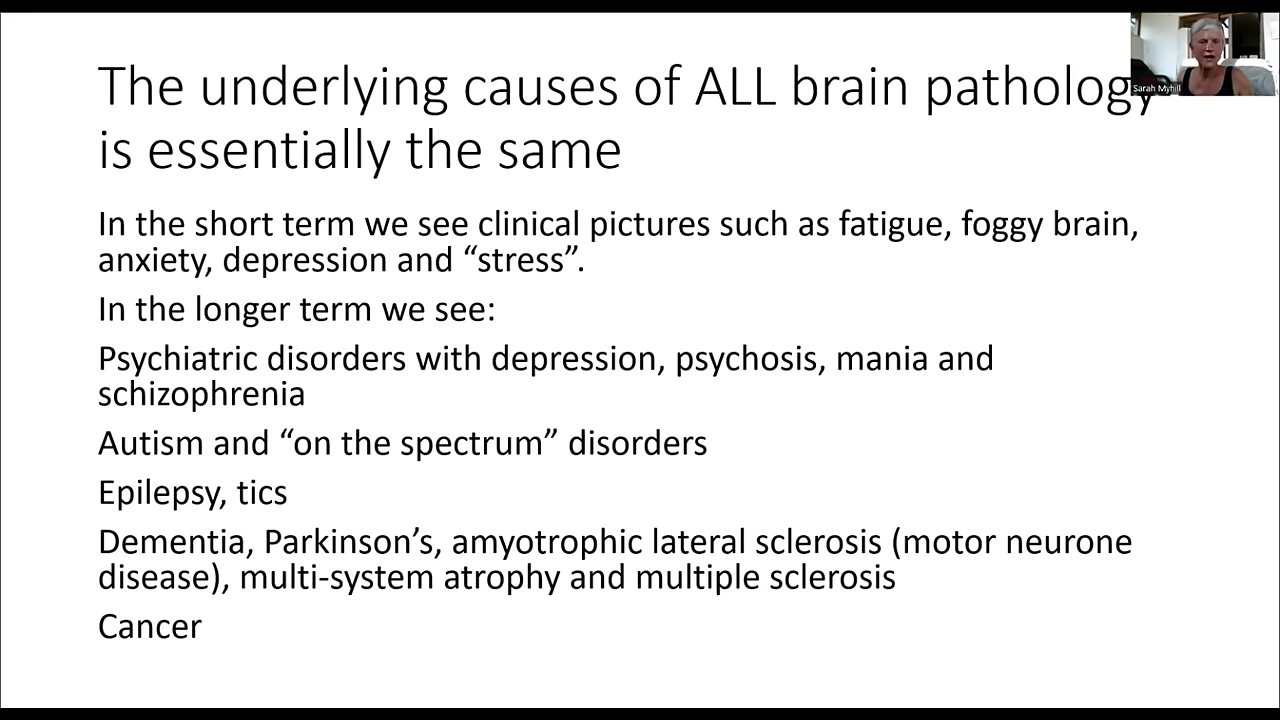 The underlying causes of ALL brain pathology
is essentially the same
Sarah Myhill
In the short term we see clinical pictures such as fatigue, foggy brain,
anxiety, depression and “stress”.
In the longer term we see:
Psychiatric disorders with depression, psychosis, mania and
schizophrenia
Autism and “on the spectrum” disorders
Epilepsy, tics
Dementia, Parkinson’s, amyotrophic lateral sclerosis (motor neurone
disease), multi-system atrophy and multiple sclerosis
Cancer